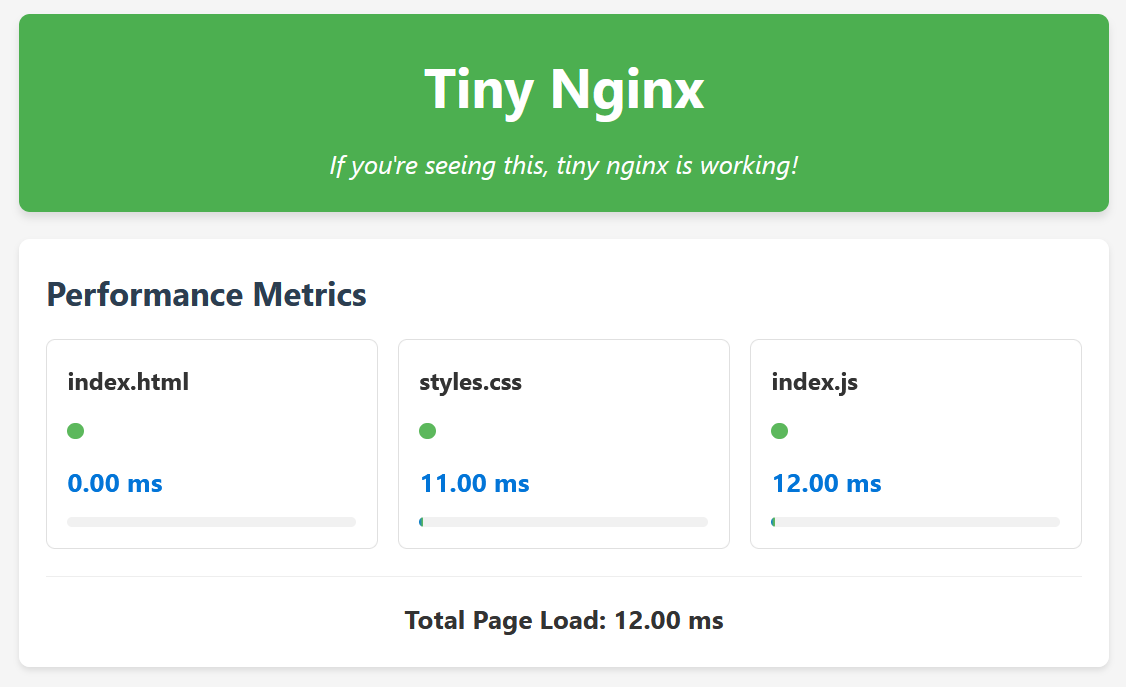 Tiny Nginx
If you're seeing this, tiny nginx is working!
Performance Metrics
index.html
0.00 ms
styles.css
11.00 ms
index.js
12.00 ms
Total Page Load: 12.00 ms